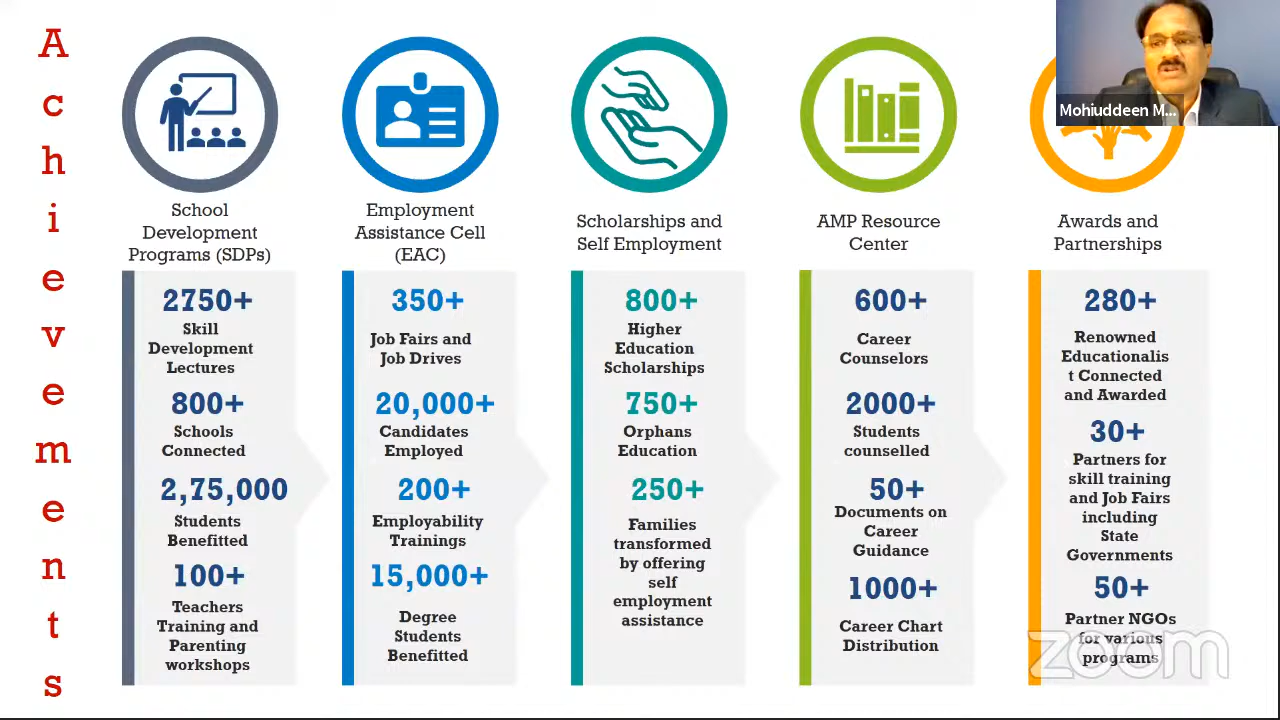 Achievements
Mohiuddeen M...
School
Development
Programs (SDPs)
2750+
Skill
Development
Lectures
800+
Schools
Connected
2,75,000
Students
Benefitted
100+
Teachers
Training and
Parenting
workshops
Employment
Assistance Cell
(EAC)
350+
Job Fairs and
Job Drives
20,000+
Candidates
Employed
200+
Employability
Trainings
15,000+
Degree
Students
Benefitted
Scholarships and
Self Employment
800+
Higher
Education
Scholarships
750+
Orphans
Education
250+
Families
transformed
by offering
self
employment
assistance
AMP Resource
Center
600+
Career
Counselors
2000+
Students
counselled
50+
Documents on
Career
Guidance
1000+
Career Chart
Distribution
Awards and
Partnerships
280+
Renowned
Educationalis
t Connected
and Awarded
30+
Partners for
skill training
and Job Fairs
including
State
Governments
50+
Partner NGOs
for various
programs
zoom